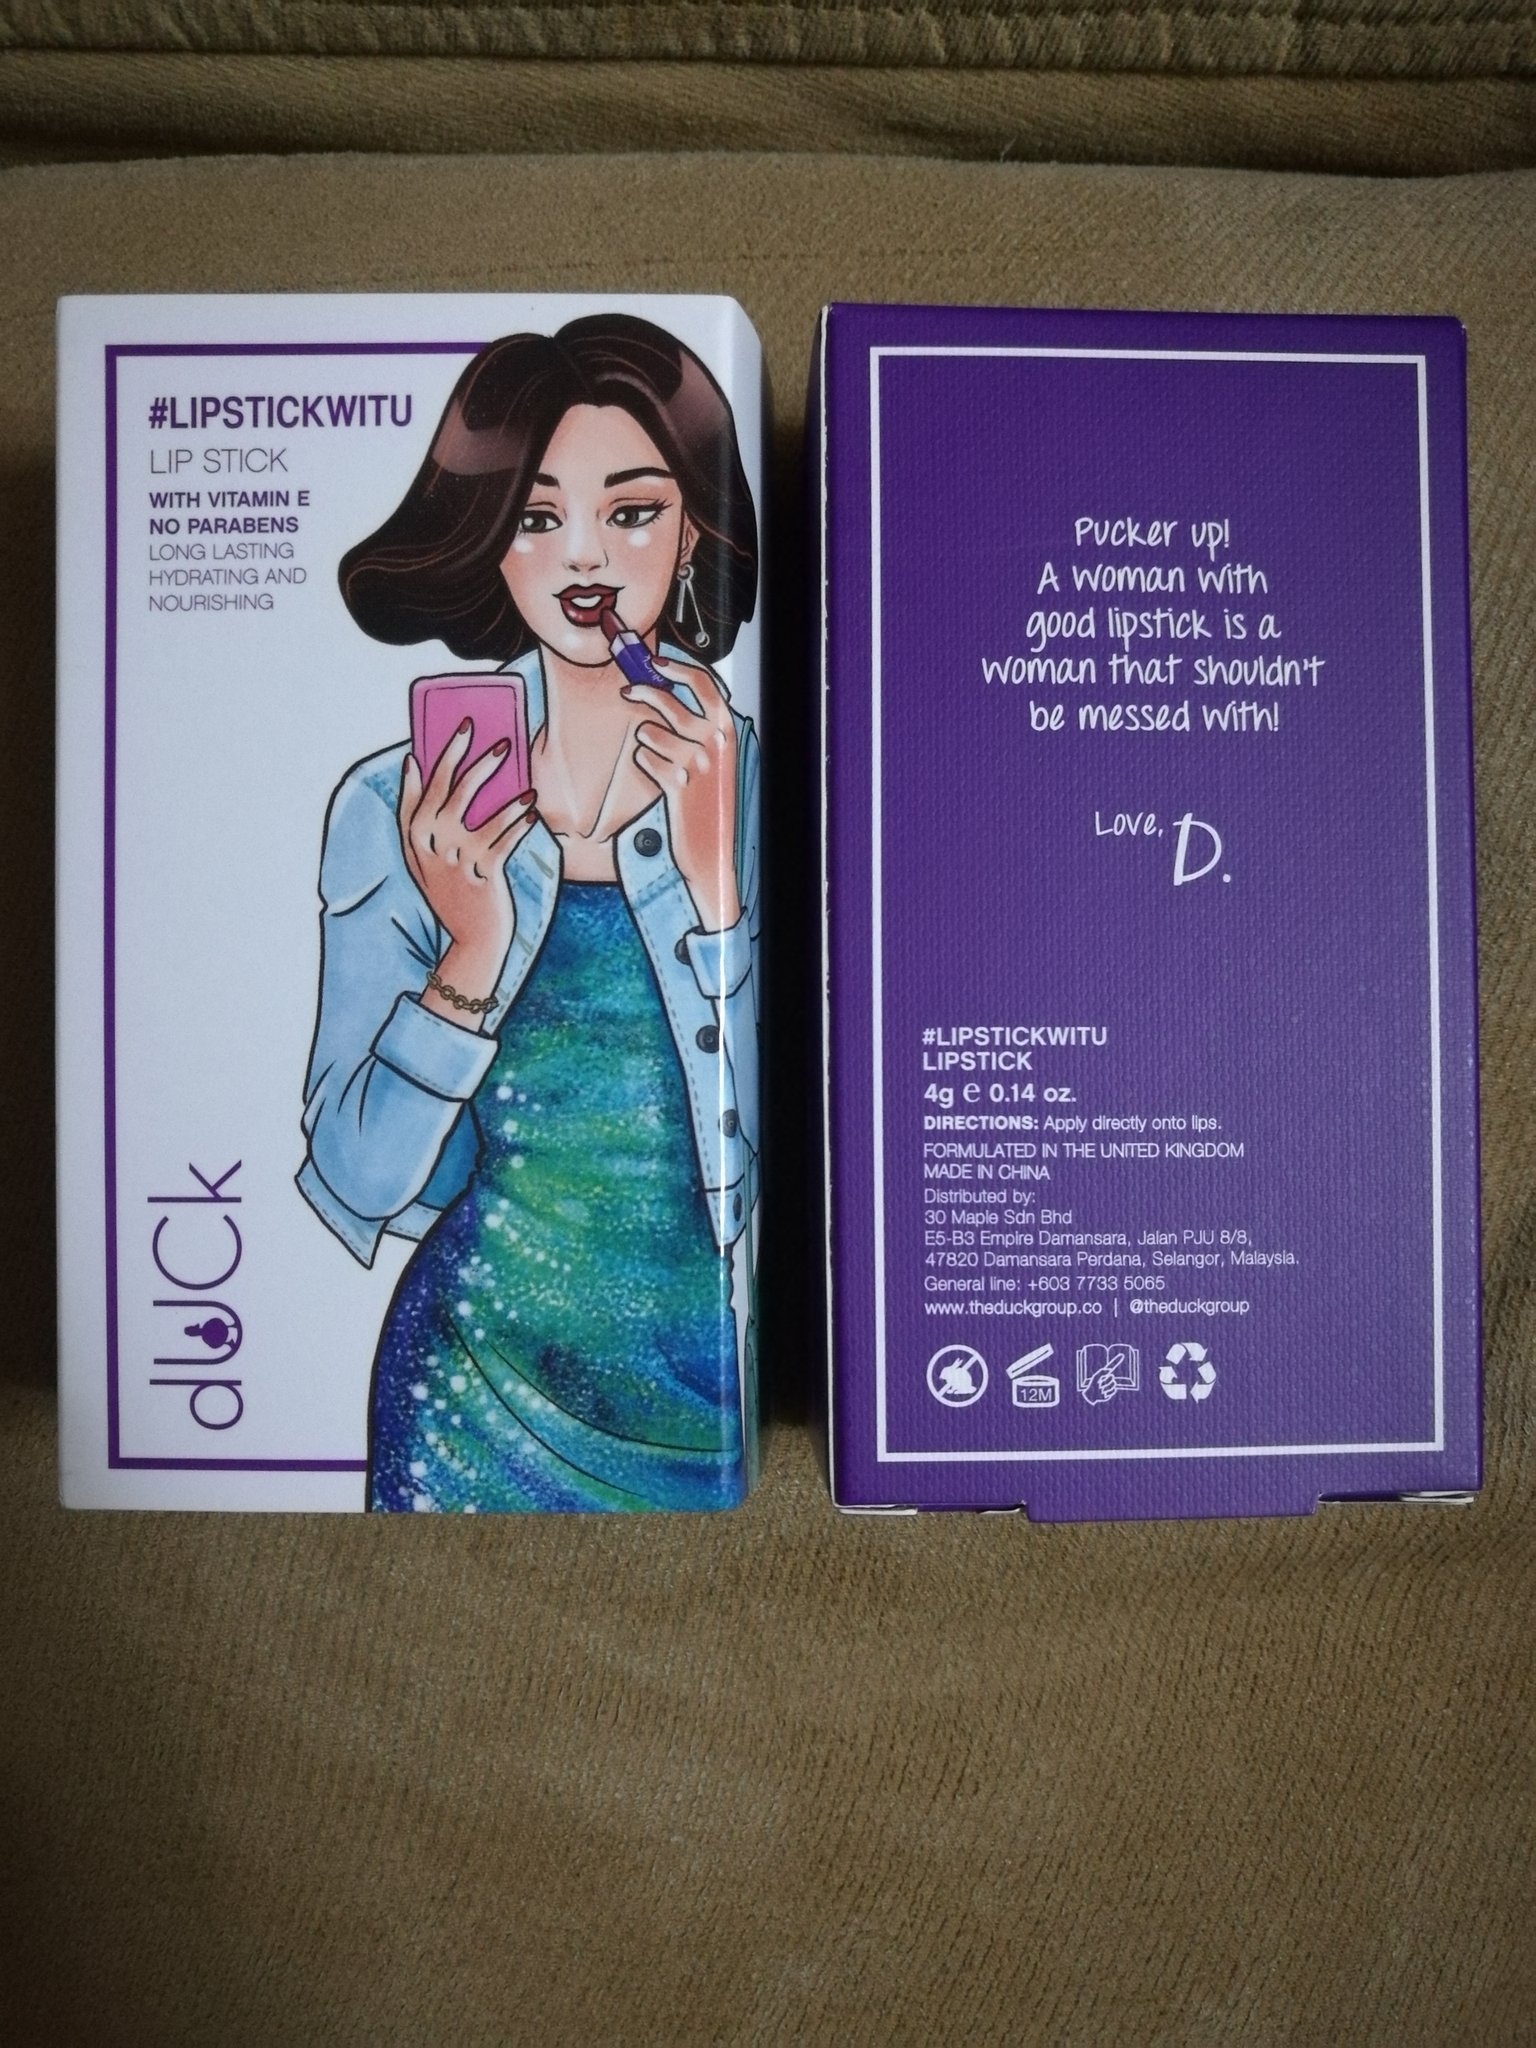 #LIPSTICKWITU
LIP STICK
WITH VITAMIN E
NO PARABENS
LONG LASTING
HYDRATING AND
NOURISHING
dUCk
Pucker up!
A woman with
good lipstick is a
woman that shouldn't
be messed with!
Love, D.
#LIPSTICKWITU
LIPSTICK
4g e 0.14 oz.
DIRECTIONS: Apply directly onto lips.
FORMULATED IN THE UNITED KINGDOM
MADE IN CHINA
Distributed by:
30 Maple Sdn Bhd
E5-B3 Empire Damansara, Jalan PJU 8/8,
47820 Damansara Perdana, Selangor, Malaysia.
General line: +603 7733 5065
www.theduckgroup.co | @theduckgroup
12M